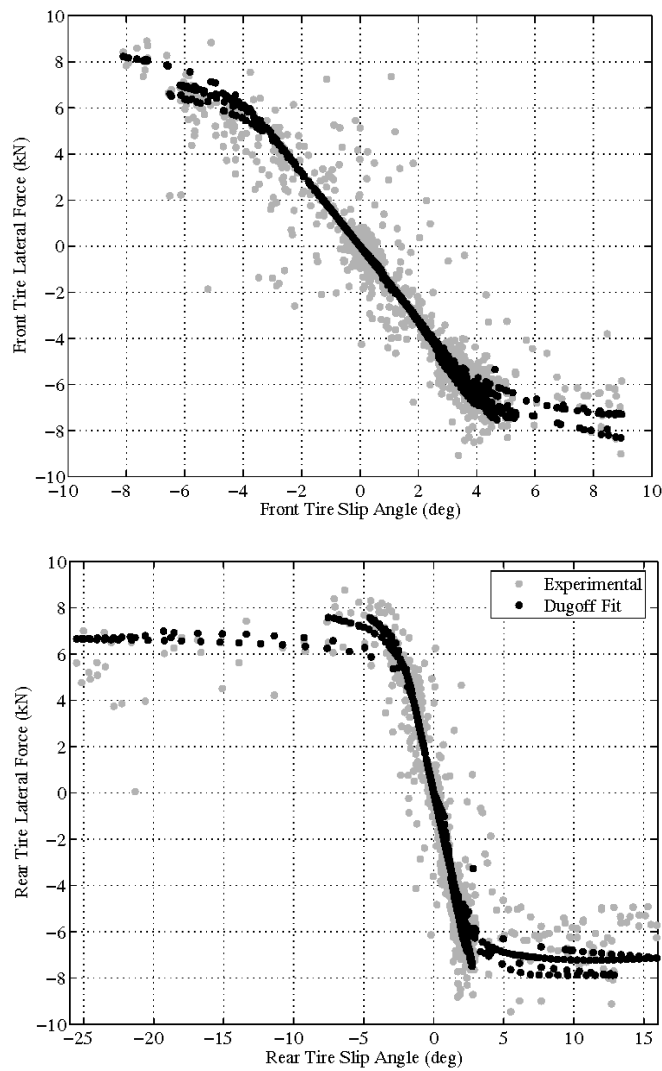 10
8
6
4
2
0
−2
−4
−6
−8
−10
Front Tire Lateral Force (kN)
−10 −8 −6 −4 −2 0 2 4 6 8 10
Front Tire Slip Angle (deg)
10
8
6
4
2
0
−2
−4
−6
−8
−10
Rear Tire Lateral Force (kN)
Experimental
Dugoff Fit
−25 −20 −15 −10 −5 0 5 10 15
Rear Tire Slip Angle (deg)